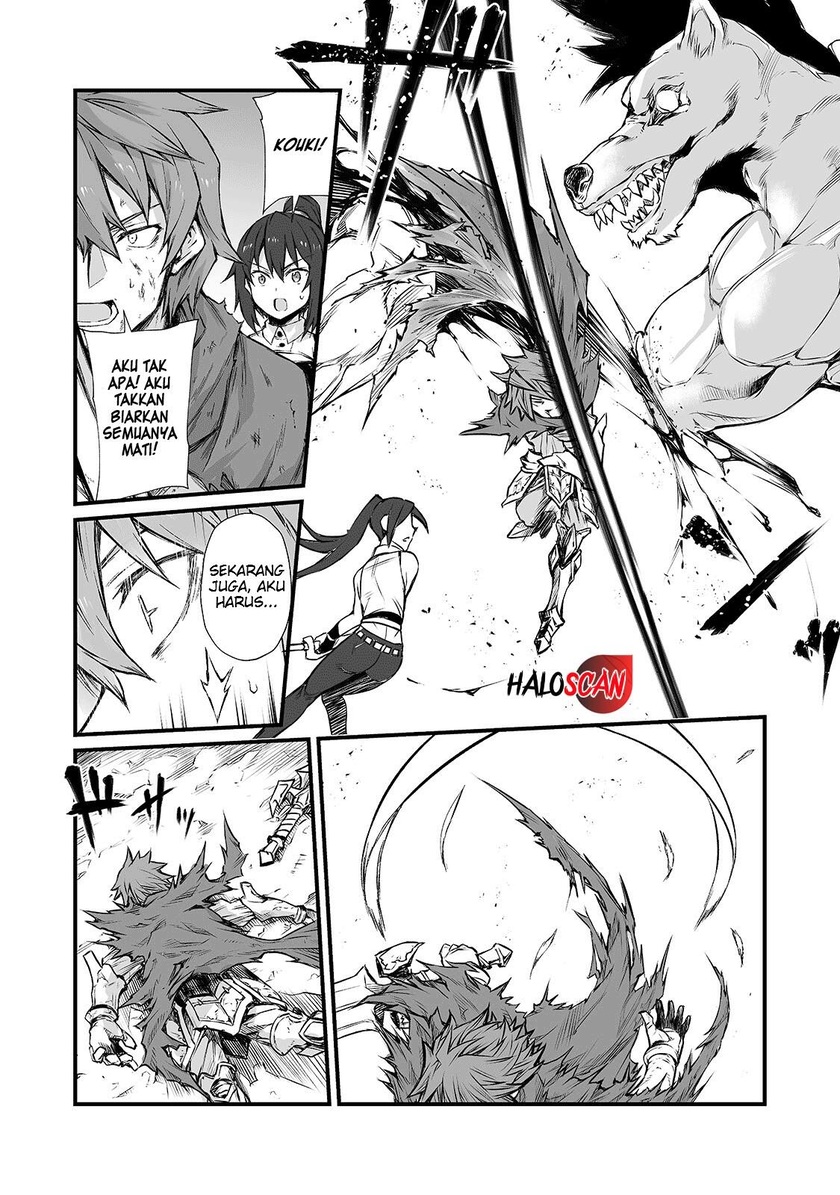 KOUKI!
AKU TAK
APA! AKU
TAKKAN
BIARKAN
SEMUANYA
MATI!
SEKARANG
JUGA, AKU
HARUS...
HALOSCAN